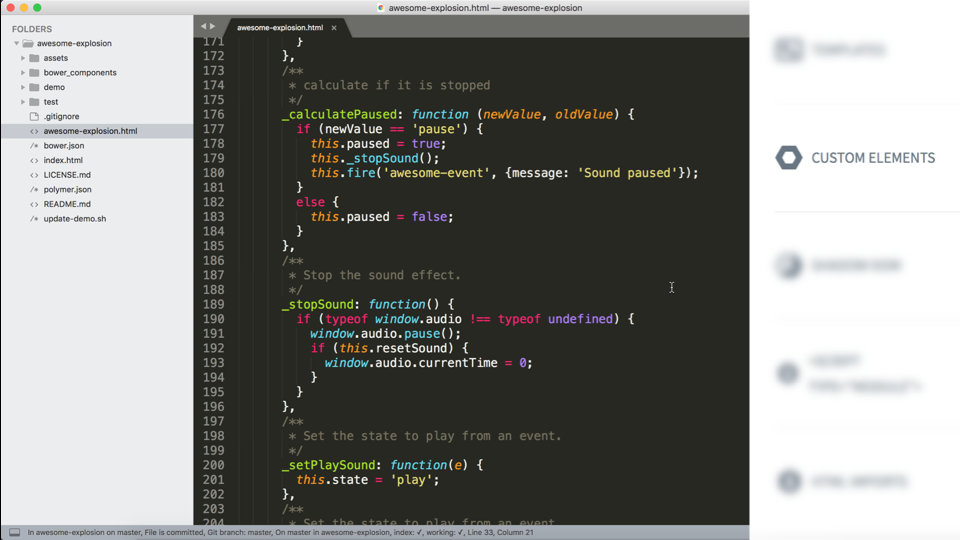 awesome-explosion.html — awesome-explosion
FOLDERS
awesome-explosion
assets
bower_components
demo
test
.gitignore
awesome-explosion.html
bower.json
index.html
LICENSE.md
polymer.json
README.md
update-demo.sh
awesome-explosion.html ×
171 }
172 },
173 /**
174 * calculate if it is stopped
175 */
176 _calculatePaused: function (newValue, oldValue) {
177 if (newValue == 'pause') {
178 this.paused = true;
179 this._stopSound();
180 this.fire('awesome-event', {message: 'Sound paused'});
181 }
182 else {
183 this.paused = false;
184 }
185 },
186 /**
187 * Stop the sound effect.
188 */
189 _stopSound: function() {
190 if (typeof window.audio !== typeof undefined) {
191 window.audio.pause();
192 if (this.resetSound) {
193 window.audio.currentTime = 0;
194 }
195 }
196 },
197 /**
198 * Set the state to play from an event.
199 */
200 _setPlaySound: function(e) {
201 this.state = 'play';
202 },
203 /**
204 * Set the state to play from an event.
In awesome-explosion on master, File is committed, Git branch: master, On master in awesome-explosion, index: ✓, working: ✓, Line 33, Column 21
TEMPLATES
CUSTOM ELEMENTS
SHADOW DOM
HTML IMPORTS